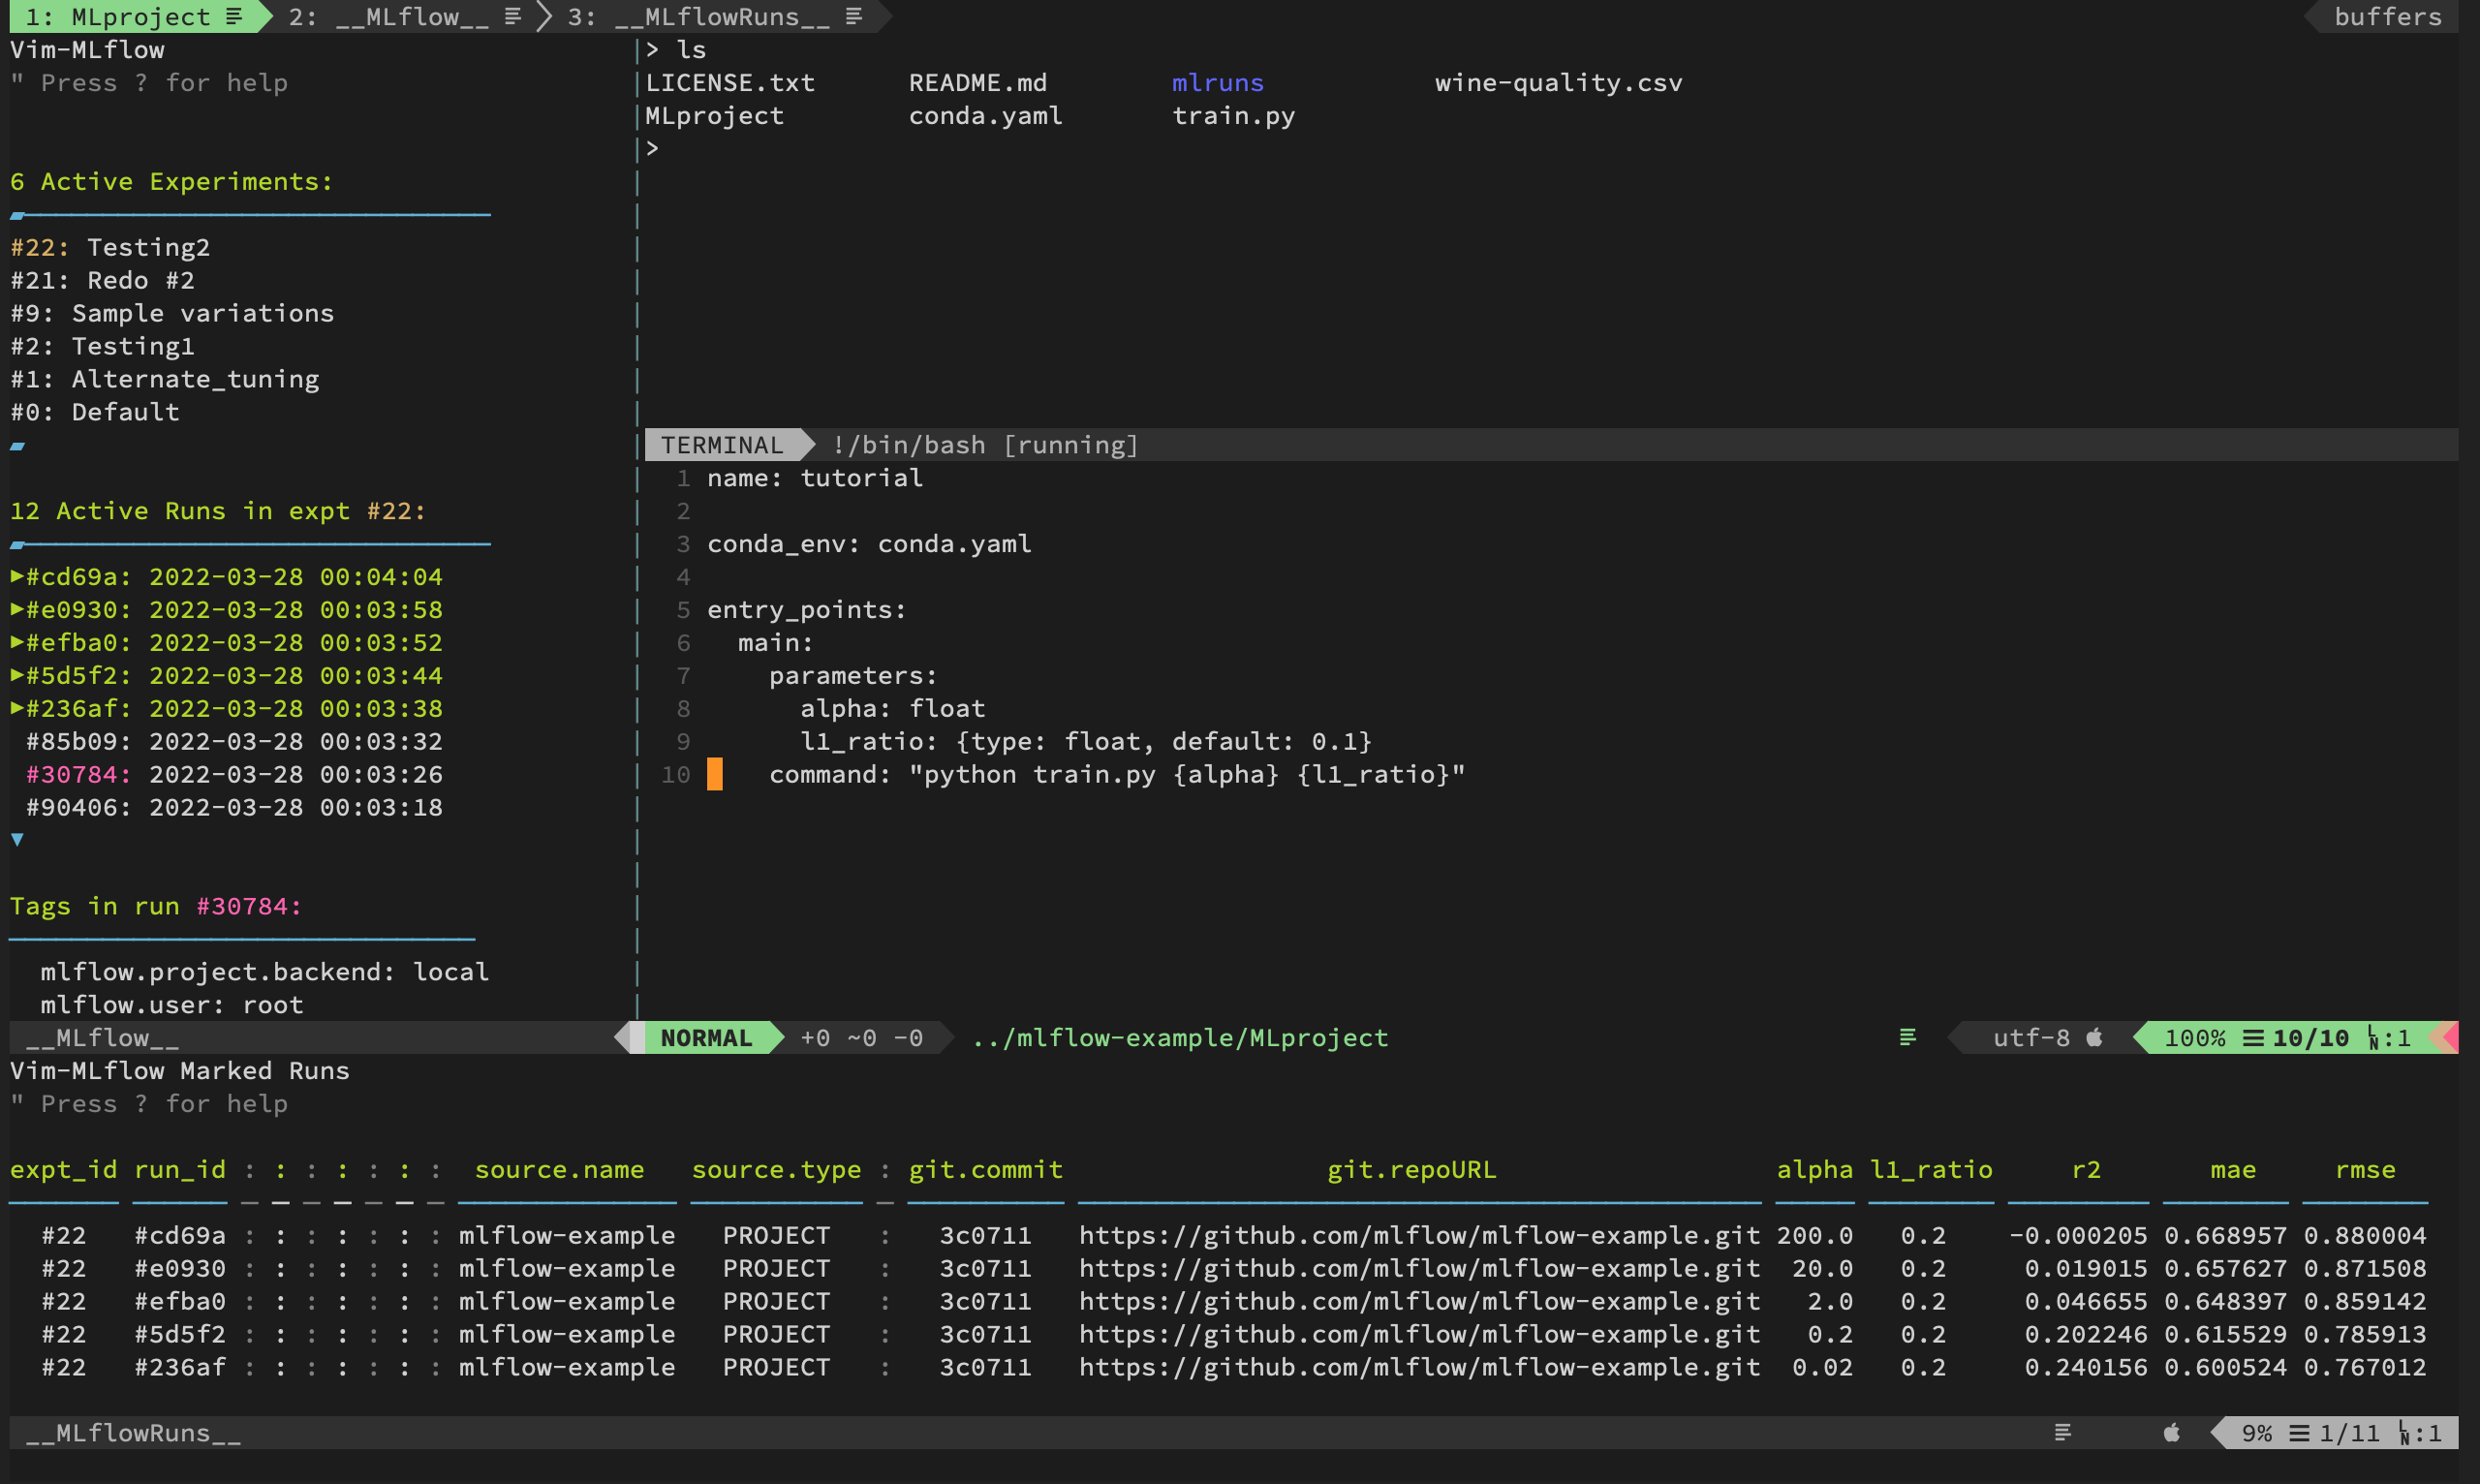 1: MLproject 2: __MLflow__ 3: __MLflowRuns__ buffers
Vim-MLflow
" Press ? for help
6 Active Experiments:
#22: Testing2
#21: Redo #2
#9: Sample variations
#2: Testing1
#1: Alternate_tuning
#0: Default
12 Active Runs in expt #22:
▶#cd69a: 2022-03-28 00:04:04
▶#e0930: 2022-03-28 00:03:58
▶#efba0: 2022-03-28 00:03:52
▶#5d5f2: 2022-03-28 00:03:44
▶#236af: 2022-03-28 00:03:38
#85b09: 2022-03-28 00:03:32
#30784: 2022-03-28 00:03:26
#90406: 2022-03-28 00:03:18
▼
Tags in run #30784:
mlflow.project.backend: local
mlflow.user: root
__MLflow__
> ls
LICENSE.txt README.md mlruns wine-quality.csv
MLproject conda.yaml train.py
>
TERMINAL !/bin/bash [running]
1 name: tutorial
2
3 conda_env: conda.yaml
4
5 entry_points:
6 main:
7 parameters:
8 alpha: float
9 l1_ratio: {type: float, default: 0.1}
10 command: "python train.py {alpha} {l1_ratio}"
NORMAL +0 ~0 -0 ../mlflow-example/MLproject utf-8 100% ☰ 10/10 LN:1
Vim-MLflow Marked Runs
" Press ? for help
expt_id run_id : : : : : : : source.name source.type : git.commit git.repoURL alpha l1_ratio r2 mae rmse
#22 #cd69a : : : : : : : mlflow-example PROJECT : 3c0711 https://github.com/mlflow/mlflow-example.git 200.0 0.2 -0.000205 0.668957 0.880004
#22 #e0930 : : : : : : : mlflow-example PROJECT : 3c0711 https://github.com/mlflow/mlflow-example.git 20.0 0.2 0.019015 0.657627 0.871508
#22 #efba0 : : : : : : : mlflow-example PROJECT : 3c0711 https://github.com/mlflow/mlflow-example.git 2.0 0.2 0.046655 0.648397 0.859142
#22 #5d5f2 : : : : : : : mlflow-example PROJECT : 3c0711 https://github.com/mlflow/mlflow-example.git 0.2 0.2 0.202246 0.615529 0.785913
#22 #236af : : : : : : : mlflow-example PROJECT : 3c0711 https://github.com/mlflow/mlflow-example.git 0.02 0.2 0.240156 0.600524 0.767012
__MLflowRuns__ 9% ☰ 1/11 LN:1